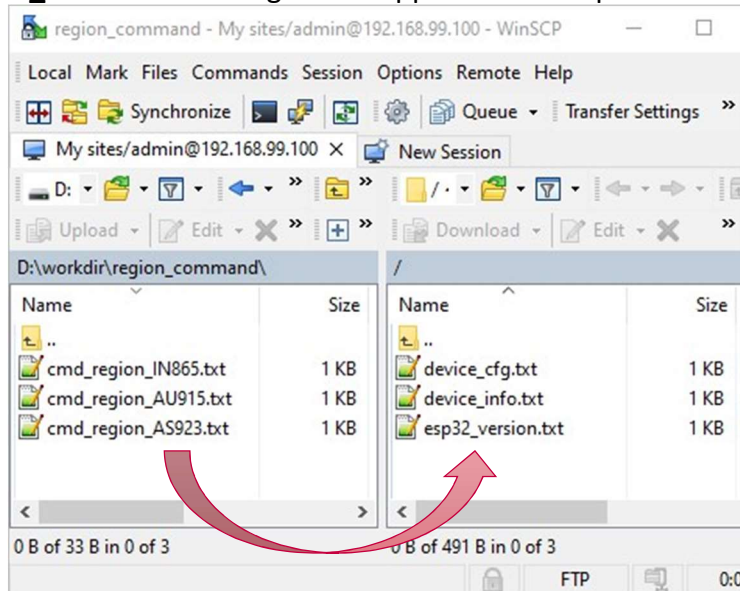 region_command - My sites/admin@192.168.99.100 - WinSCP
Local Mark Files Commands Session Options Remote Help
Synchronize Queue Transfer Settings »
My sites/admin@192.168.99.100 × New Session
D: » » /
Upload Edit » » Download Edit »
D:\workdir\region_command\ /
Name Size Name Size
.. ..
cmd_region_IN865.txt 1 KB device_cfg.txt 1 KB
cmd_region_AU915.txt 1 KB device_info.txt 1 KB
cmd_region_AS923.txt 1 KB esp32_version.txt 1 KB
0 B of 33 B in 0 of 3 0 B of 491 B in 0 of 3
FTP